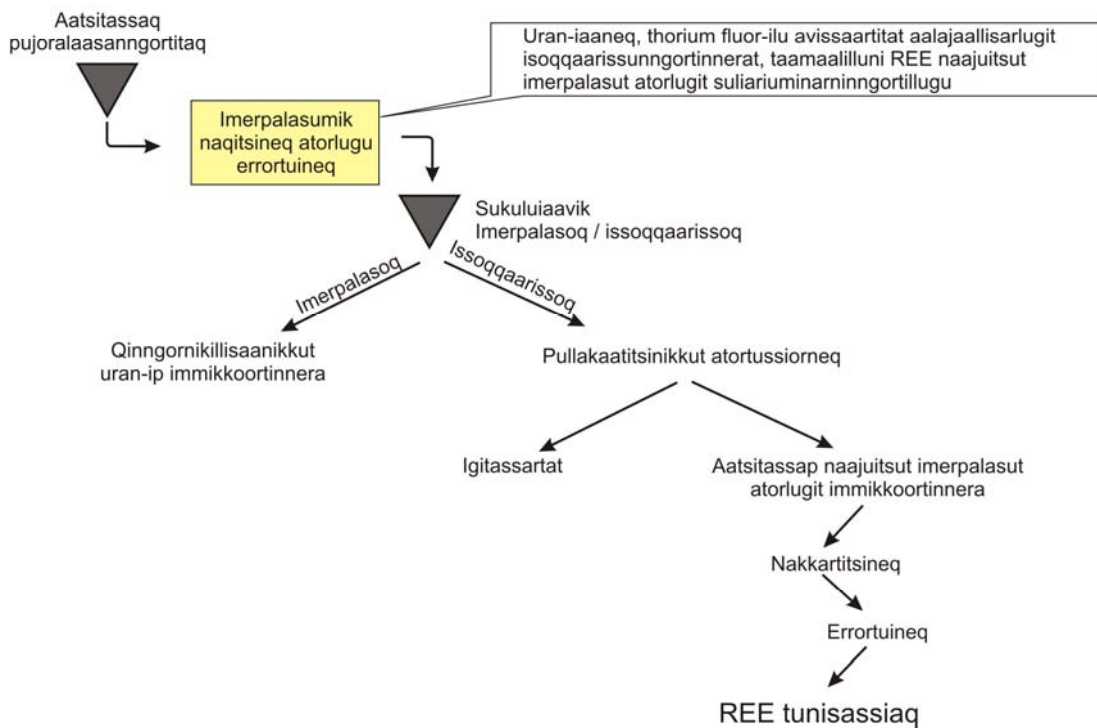 Aatsitassaq
pujoralaasanngortitaq
Uran-iaaneq, thorium fluor-ilu avissaartitat aalajaallisarlugit
isoqqaarissunngortinnerat, taamaalilluni REE naajuitsut
imerpalasut atorlugit suliariuminarninngortillugu
Imerpalasumik
naqitsineq atorlugu
errortuineq
Sukuluiaavik
Imerpalasoq / issoqqaarissoq
Imerpalasoq
Issoqqaarissoq
Qinngornikillisaanikkut
uran-ip immikkoortinnera
Pullakaatitsinikkut atortussiorneq
Igitassartat
Aatsitassap naajuitsut imerpalasut
atorlugit immikkoortinnera
Nakkartitsineq
Errortuineq
REE tunisassiaq